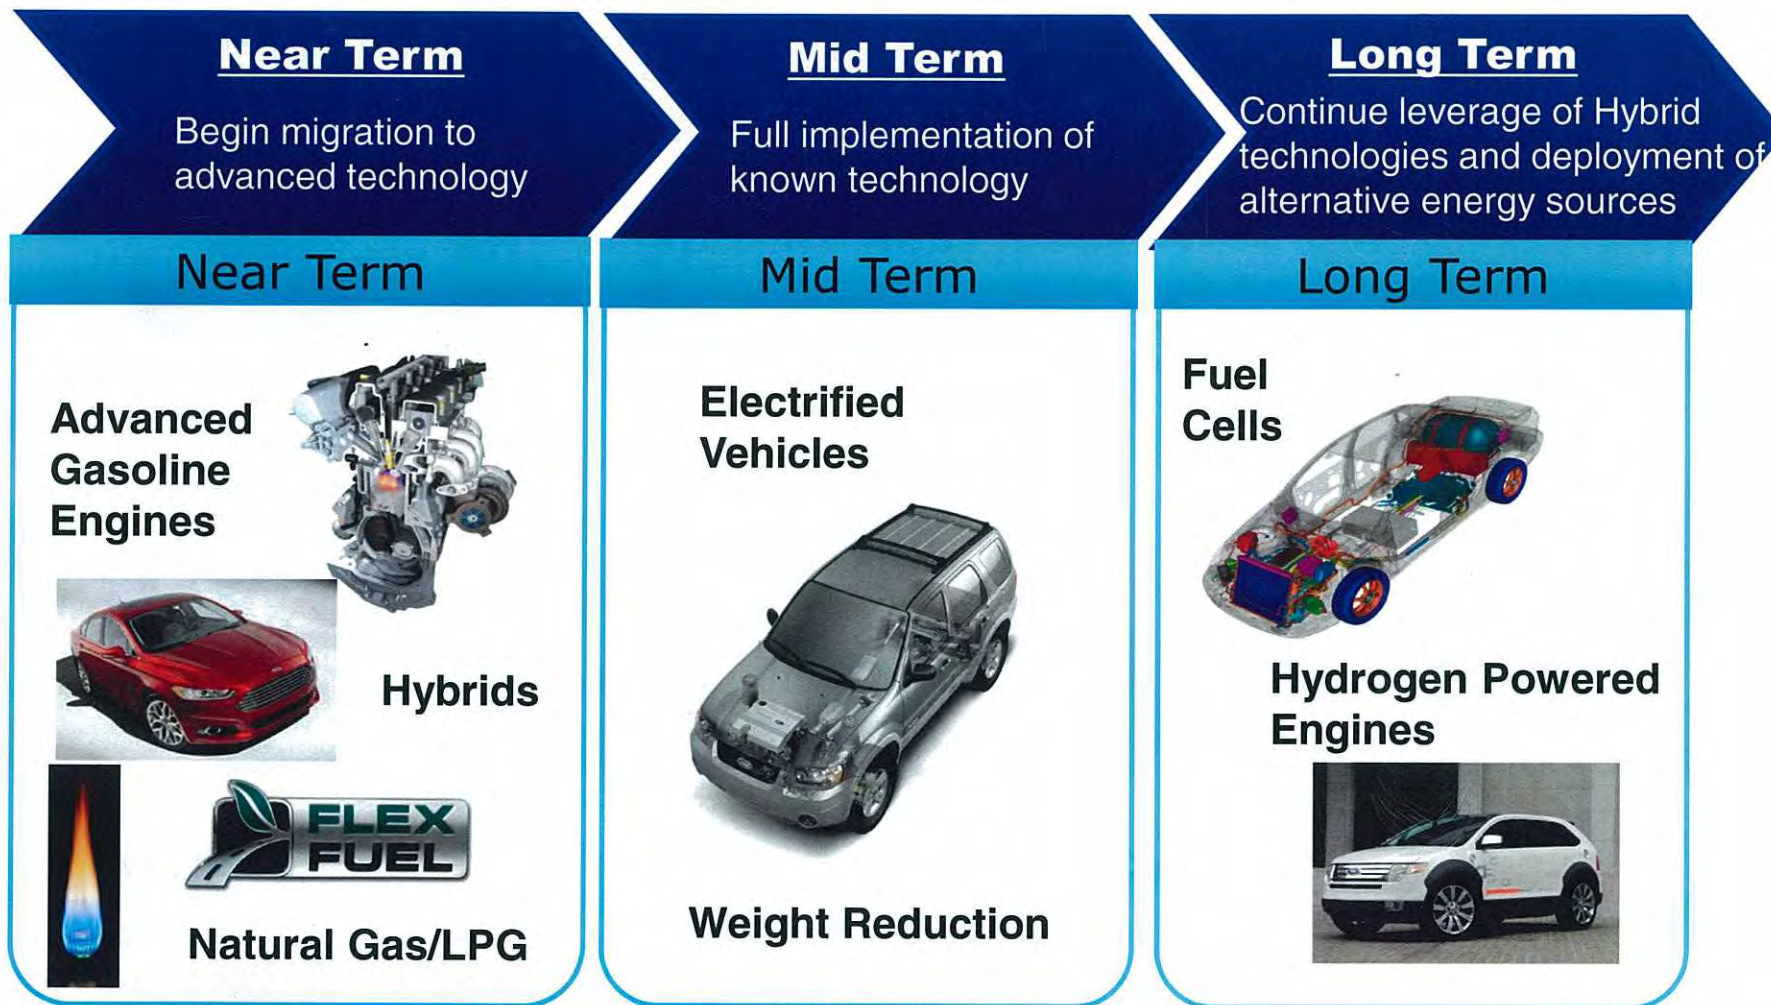 Near Term
Begin migration to
advanced technology
Mid Term
Full implementation of
known technology
Long Term
Continue leverage of Hybrid
technologies and deployment of
alternative energy sources
Near Term
Advanced
Gasoline
Engines
Hybrids
FLEX
FUEL
Natural Gas/LPG
Mid Term
Electrified
Vehicles
Weight Reduction
Long Term
Fuel
Cells
Hydrogen Powered
Engines